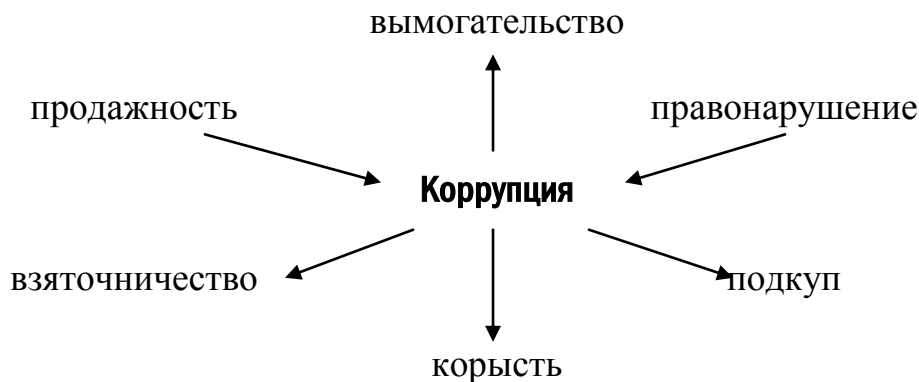 вымогательство
продажность
правонарушение
Коррупция
взяточничество
подкуп
корысть